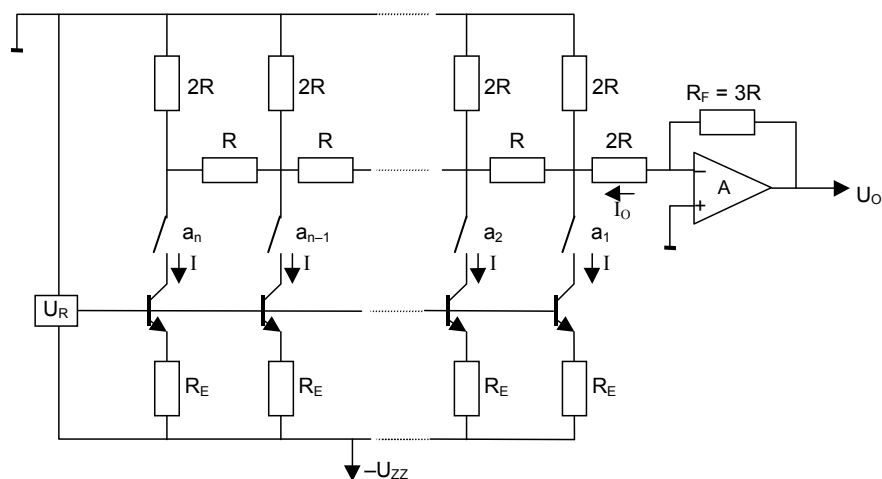 2R 2R 2R 2R
R_F = 3R
R R R 2R
–
A
+
U_O
I_O
a_n a_{n–1} a_2 a_1
I I I I
U_R
R_E R_E R_E R_E
–U_ZZ